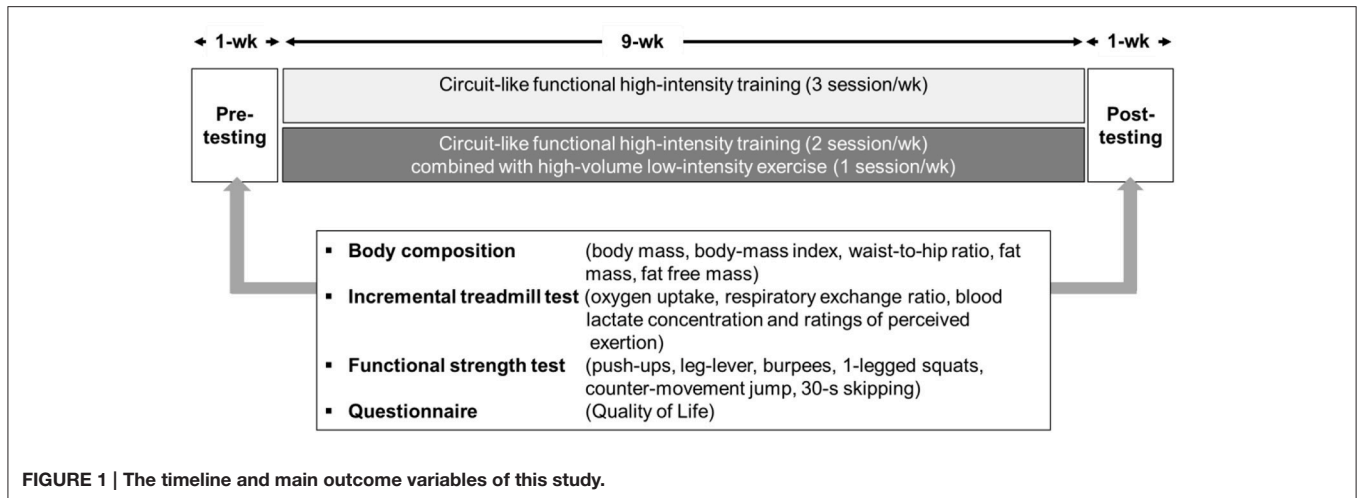 1-wk 9-wk 1-wk
Pre-
testing
Circuit-like functional high-intensity training (3 session/wk)
Circuit-like functional high-intensity training (2 session/wk)
combined with high-volume low-intensity exercise (1 session/wk)
Post-
testing
▪ Body composition (body mass, body-mass index, waist-to-hip ratio, fat
mass, fat free mass)
▪ Incremental treadmill test (oxygen uptake, respiratory exchange ratio, blood
lactate concentration and ratings of perceived
exertion)
▪ Functional strength test (push-ups, leg-lever, burpees, 1-legged squats,
counter-movement jump, 30-s skipping)
▪ Questionnaire (Quality of Life)
FIGURE 1 | The timeline and main outcome variables of this study.